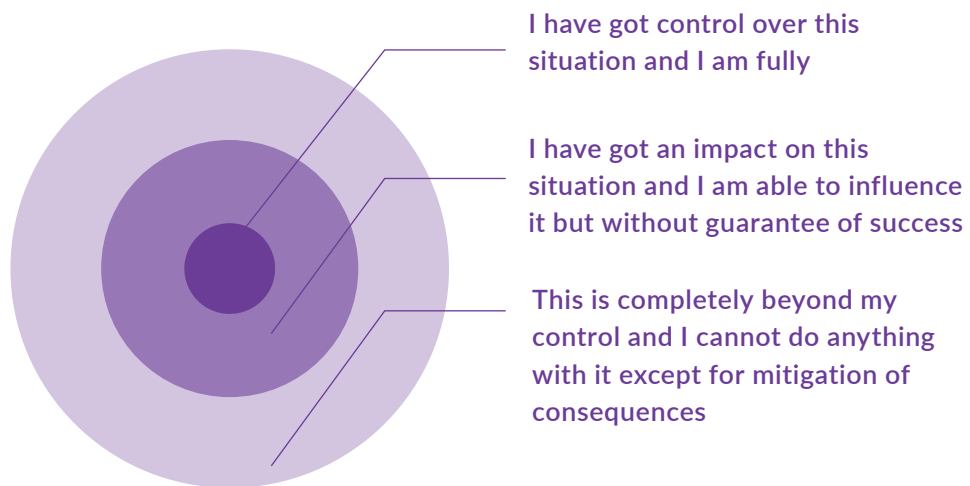 I have got control over this
situation and I am fully
I have got an impact on this
situation and I am able to influence
it but without guarantee of success
This is completely beyond my
control and I cannot do anything
with it except for mitigation of
consequences